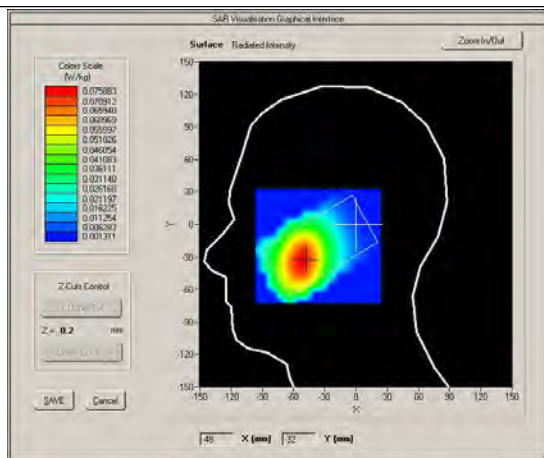 SAR Visualisation Graphical Interface
Surface Radiated Intensity
Zoom In/Out
Colors Scale
(W/kg)
0.075883
0.070912
0.065940
0.060969
0.055997
0.051026
0.046054
0.041083
0.036111
0.031140
0.026168
0.021197
0.016225
0.011254
0.006283
0.001311
Z-Cuts Control
Z = 0.2 mm
SAVE Cancel
150
120
90
60
30
0
-30
-60
-90
-120
-150
Y
-150 -120 -90 -60 -30 0 30 60 90 120 150
X
48 X (mm) 32 Y (mm)